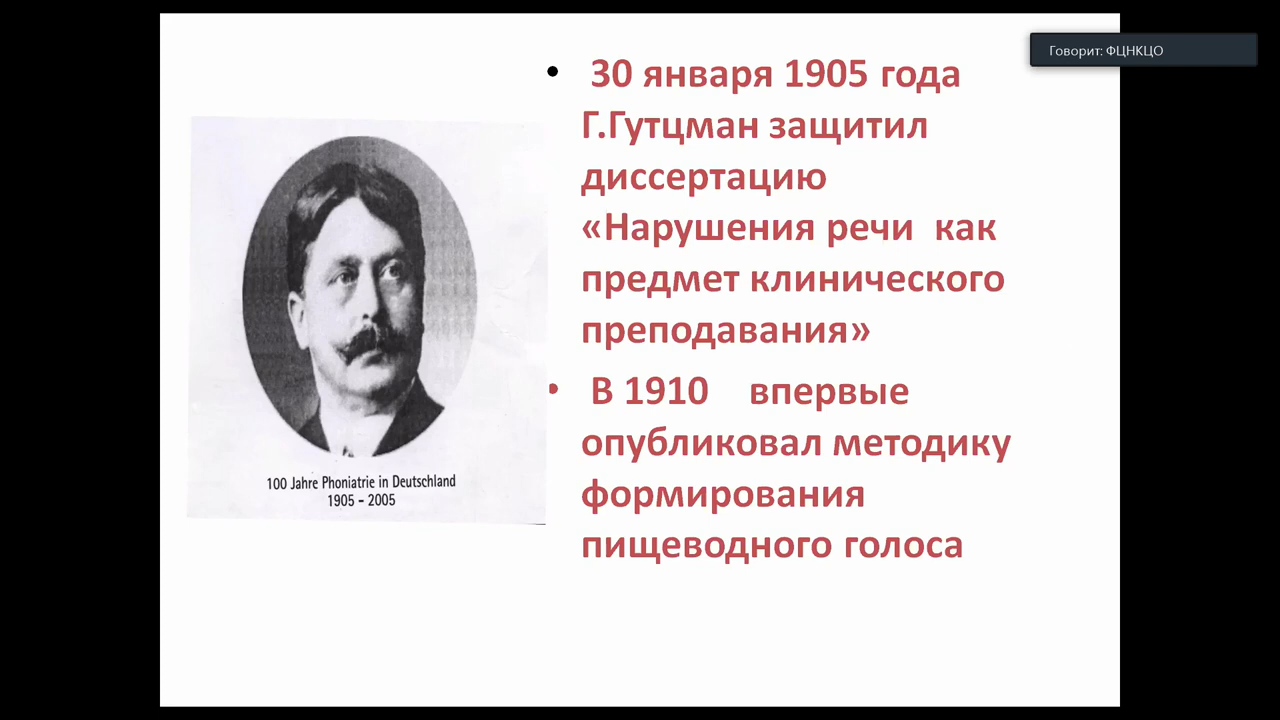 Говорит: ФЦНКЦО
• 30 января 1905 года
Г.Гутцман защитил
диссертацию
«Нарушения речи как
предмет клинического
преподавания»
• В 1910 впервые
опубликовал методику
формирования
пищеводного голоса
100 Jahre Phoniatrie in Deutschland
1905 – 2005